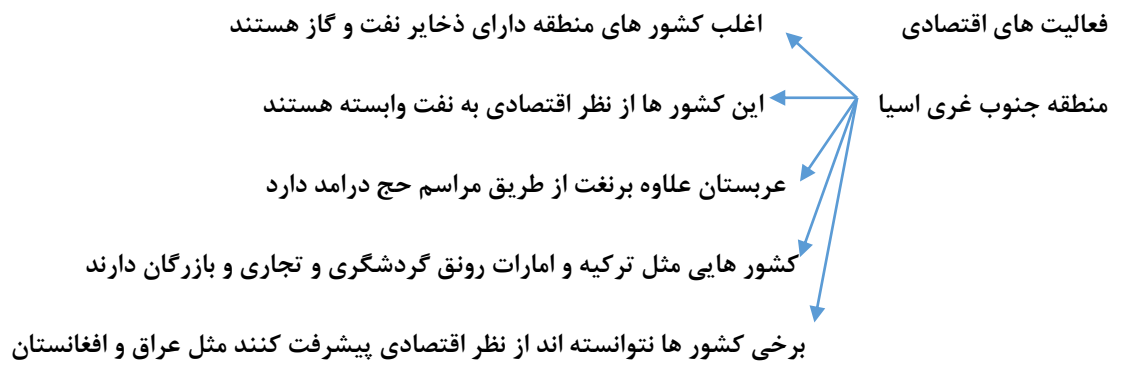 فعالیت های اقتصادی
اغلب کشور های منطقه دارای ذخایر نفت و گاز هستند
منطقه جنوب غری اسیا
این کشور ها از نظر اقتصادی به نفت وابسته هستند
عربستان علاوه برنغت از طریق مراسم حج درامد دارد
کشور هایی مثل ترکیه و امارات رونق گردشگری و تجاری و بازرگان دارند
برخی کشور ها نتوانسته اند از نظر اقتصادی پیشرفت کنند مثل عراق و افغانستان